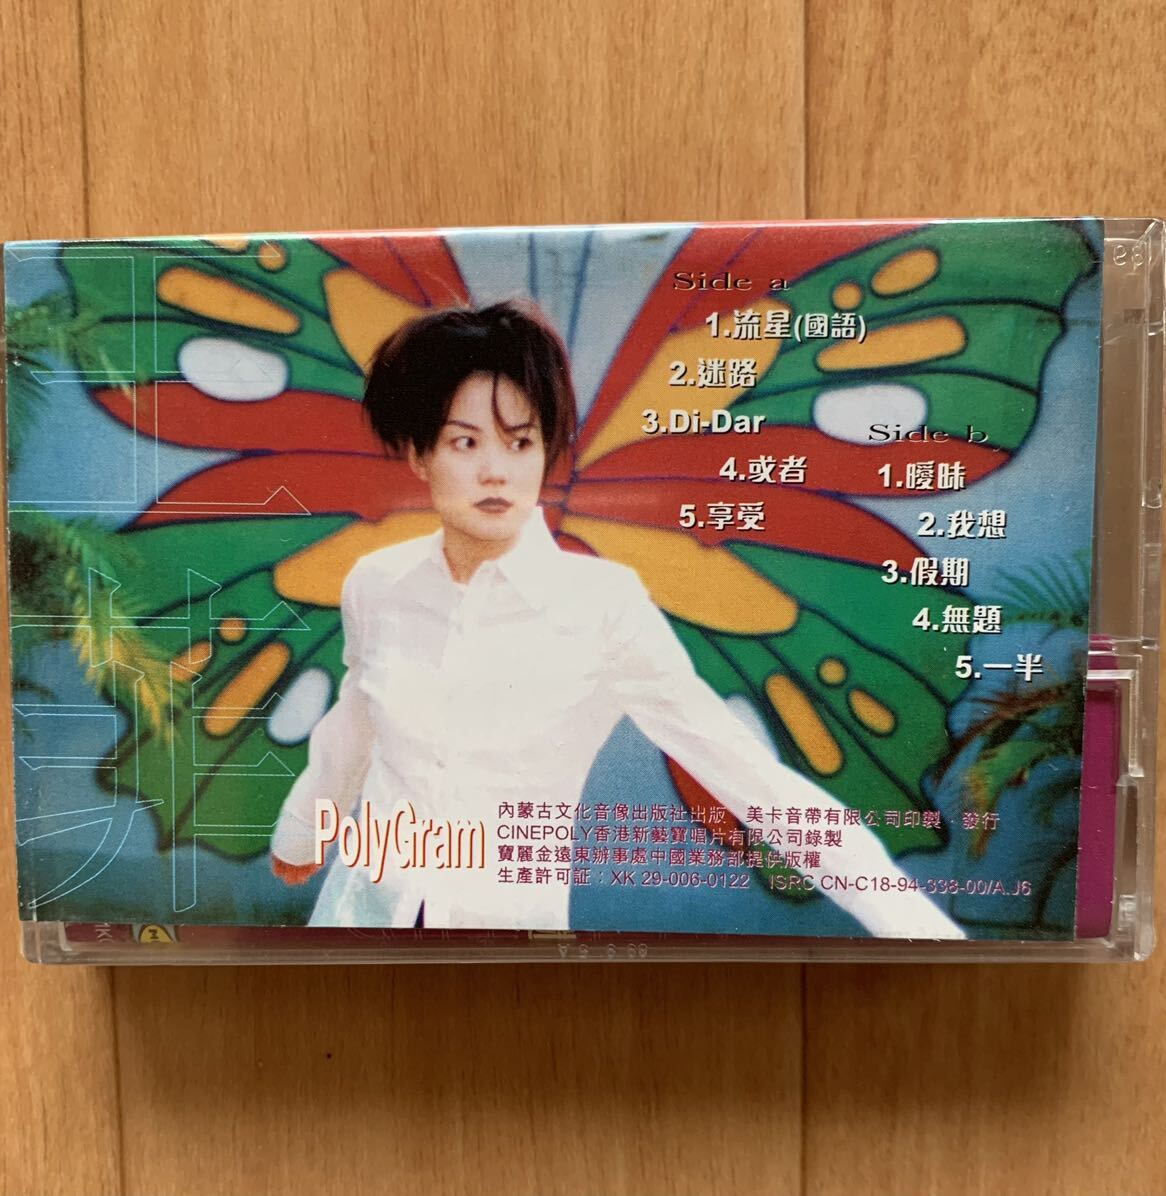 王菲
Side a
1.流星(國語)
2.迷路
3.Di-Dar
4.或者
5.享受
Side b
1.曖昧
2.我想
3.假期
4.無題
5.一半
PolyGram
內蒙古文化音像出版社出版 美卡音帶有限公司印製、發行
CINEPOLY香港新藝寶唱片有限公司錄製
寶麗金遠東辦事處中國業務部提供版權
生產許可証：XK 29-006-0122 ISRC CN-C18-94-338-00/A.J6